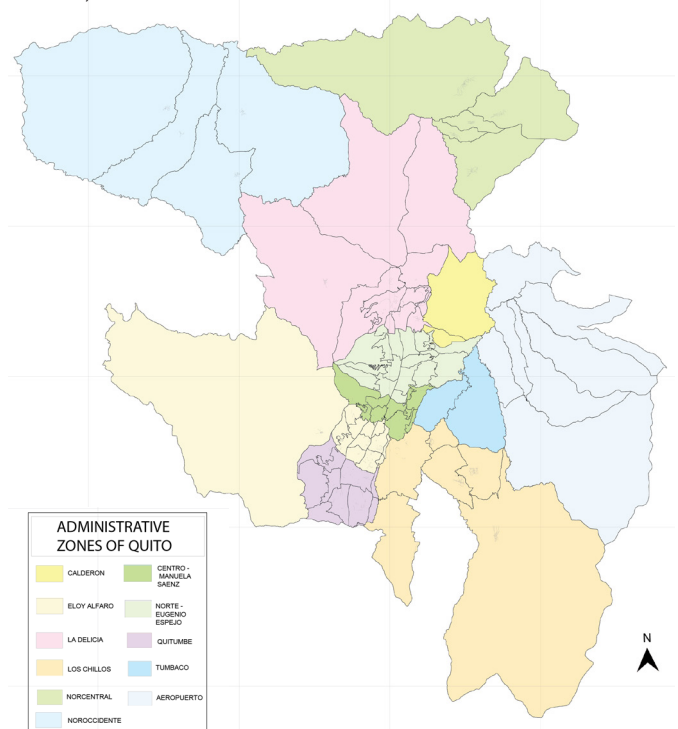 ADMINISTRATIVE
ZONES OF QUITO
CALDERON
CENTRO -
MANUELA
SAENZ
ELOY ALFARO
NORTE -
EUGENIO
ESPEJO
LA DELICIA
QUITUMBE
LOS CHILLOS
TUMBACO
NORCENTRAL
AEROPUERTO
NOROCCIDENTE
N